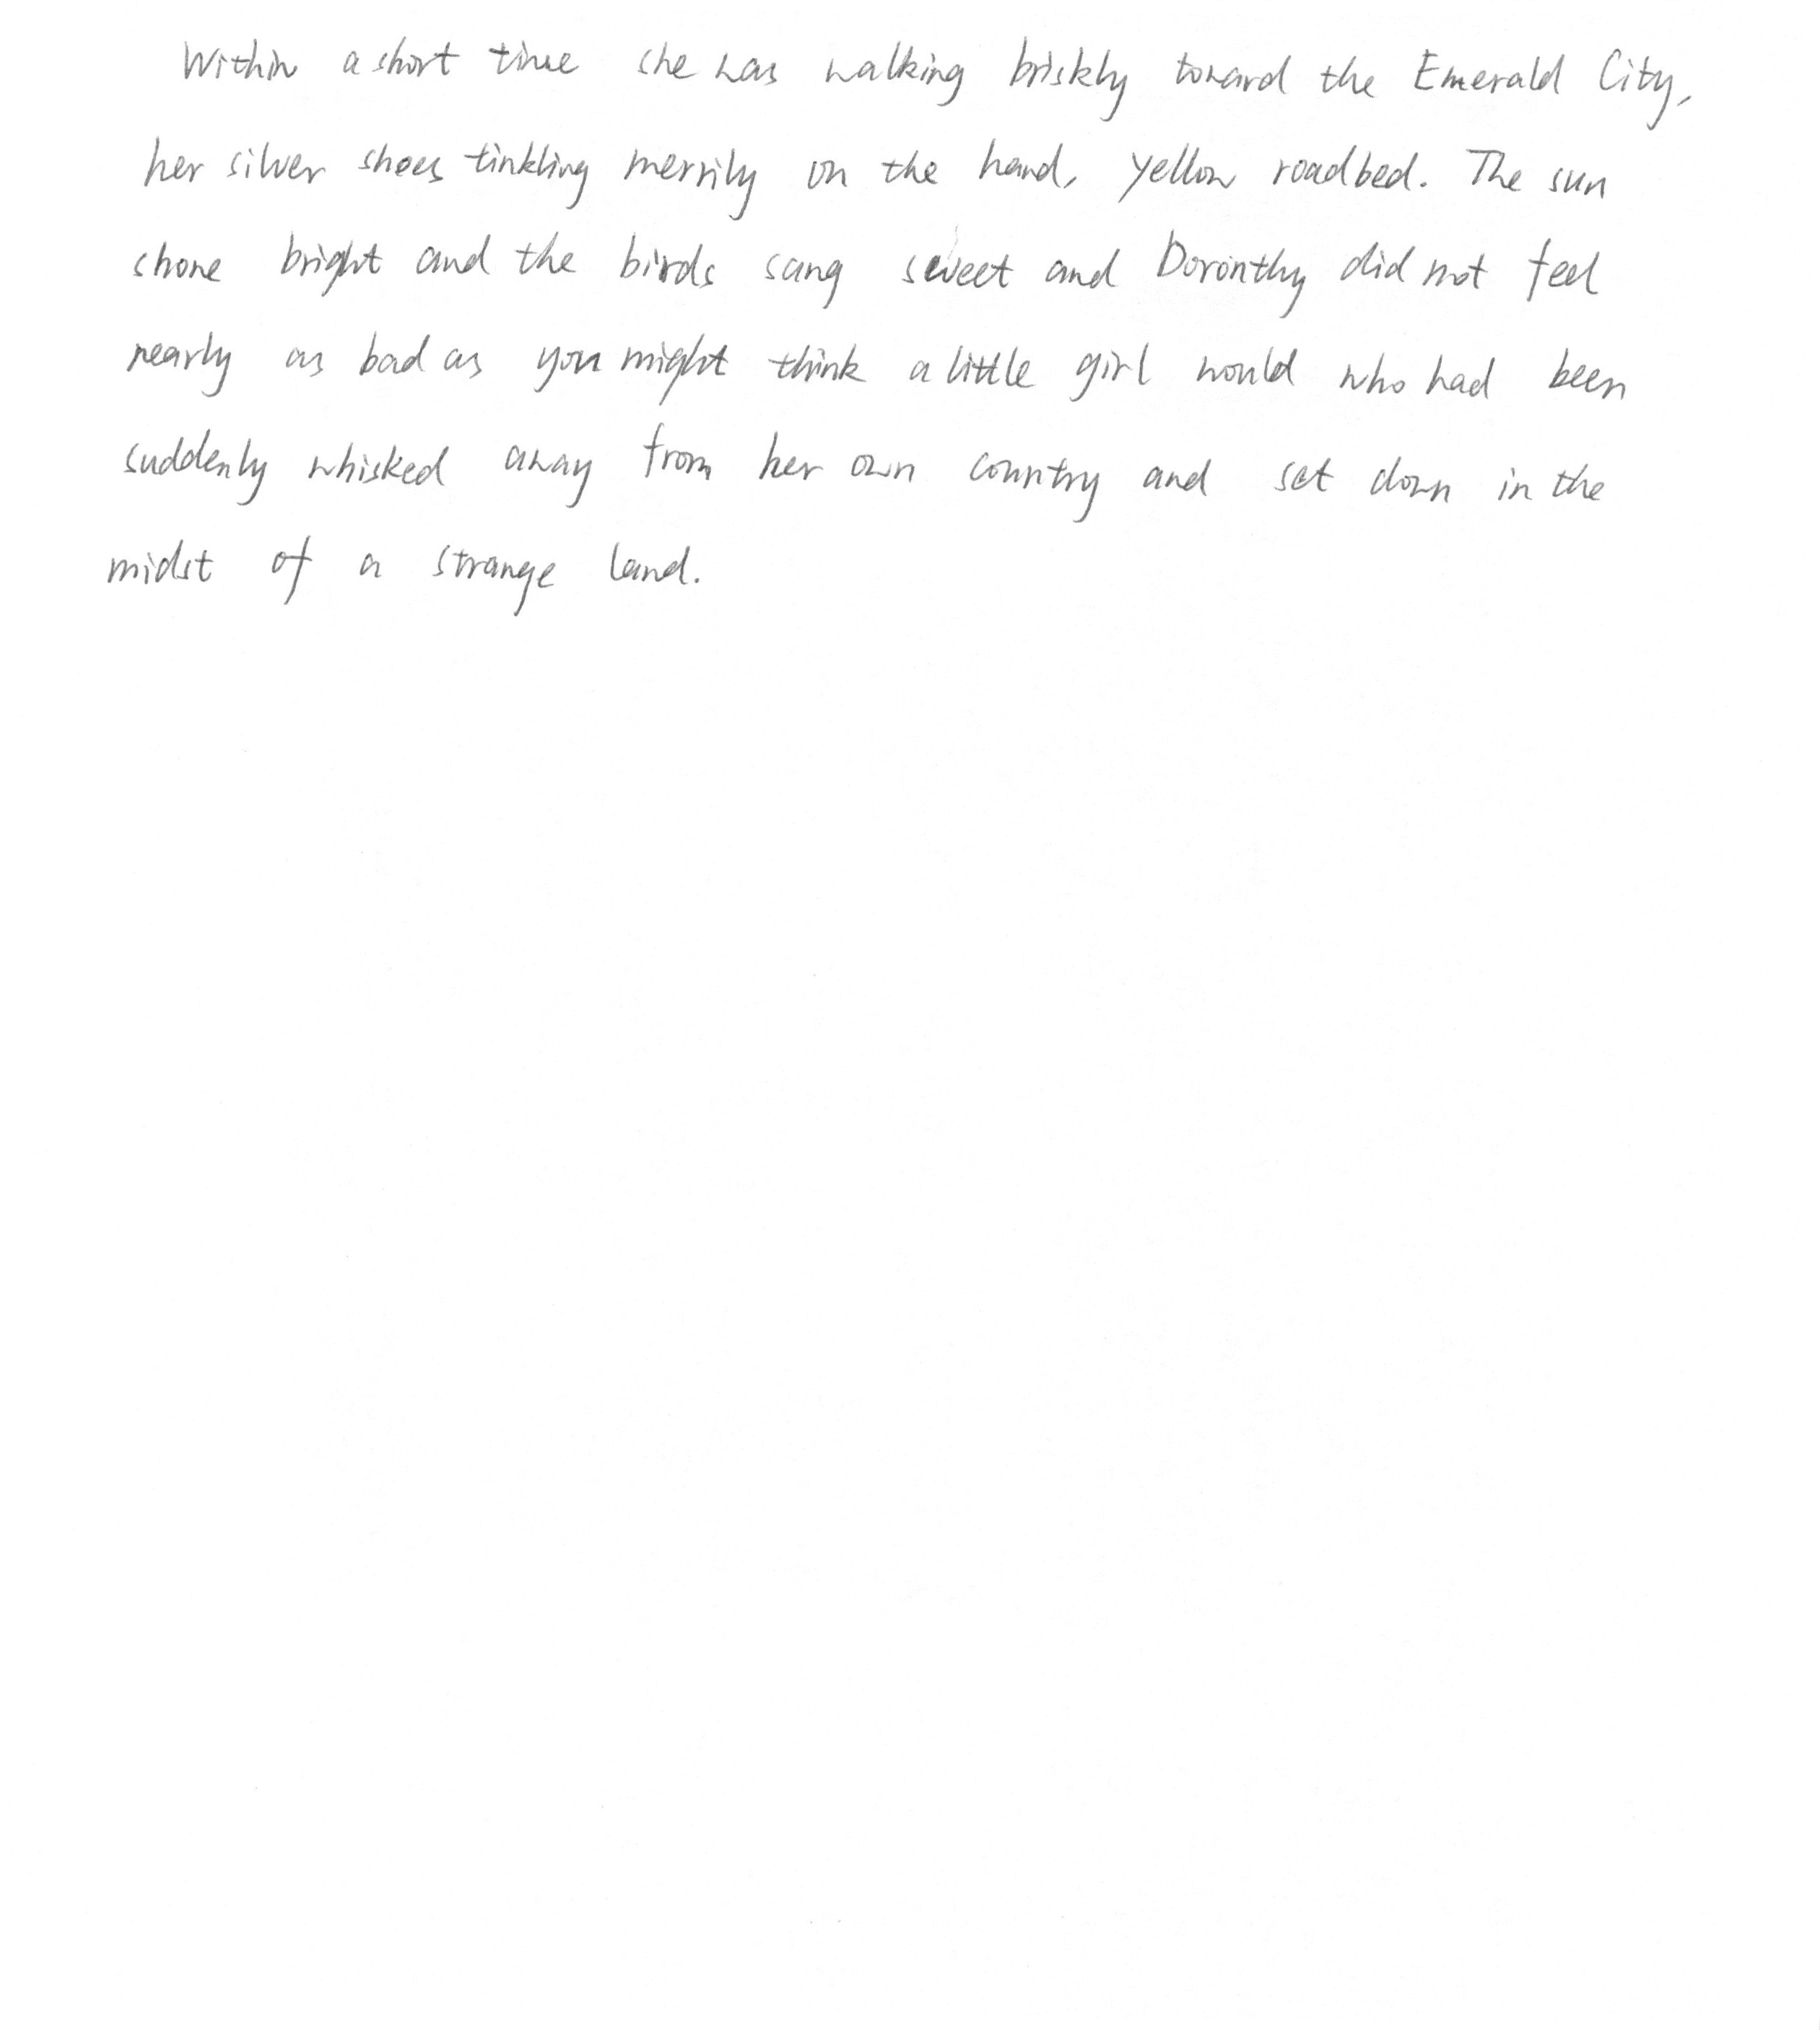 Within a short time she was walking briskly toward the Emerald City,
her silver shoes tinkling merrily on the hard, yellow roadbed. The sun
shone bright and the birds sang sweet and Doronthy did not feel
nearly as bad as you might think a little girl would who had been
suddenly whisked away from her own country and set down in the
midst of a strange land.